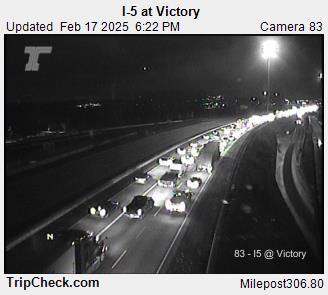 I-5 at Victory
Updated Feb 17 2025 6:22 PM Camera 83
T
N
83 - I5 @ Victory
TripCheck.com Milepost306.80